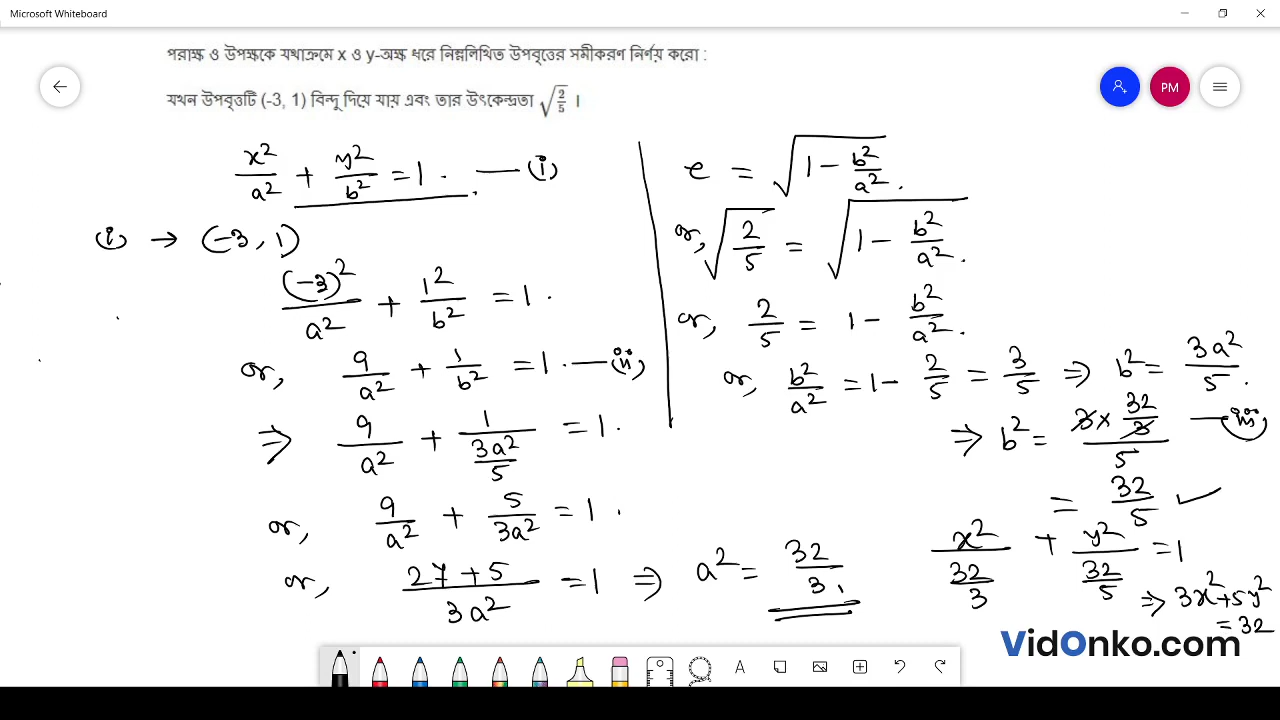 Microsoft Whiteboard
পরাক্ষ ও উপাক্ষকে যথাক্রমে x ও y-অক্ষ ধরে নিম্নলিখিত উপবৃত্তের সমীকরণ নির্ণয় করো :
যখন উপবৃত্তটি (-3, 1) বিন্দু দিয়ে যায় এবং তার উৎকেন্দ্রতা √(2/5) ।
PM
x²/a² + y²/b² = 1. — (i)
(i) → (-3, 1)
(-3)²/a² + 1²/b² = 1.
or, 9/a² + 1/b² = 1. — (ii)
⇒ 9/a² + 1/(3a²/5) = 1.
or, 9/a² + 5/3a² = 1.
or, (27+5)/3a² = 1 ⇒ a² = 32/3,
e = √(1 - b²/a²).
or, √(2/5) = √(1 - b²/a²).
or, 2/5 = 1 - b²/a².
or, b²/a² = 1 - 2/5 = 3/5 ⇒ b² = 3a²/5.
⇒ b² = (3 × 32/3)/5 — (iii)
= 32/5 ✓
x²/(32/3) + y²/(32/5) = 1
⇒ 3x² + 5y²
= 32
VidOnko.com
A